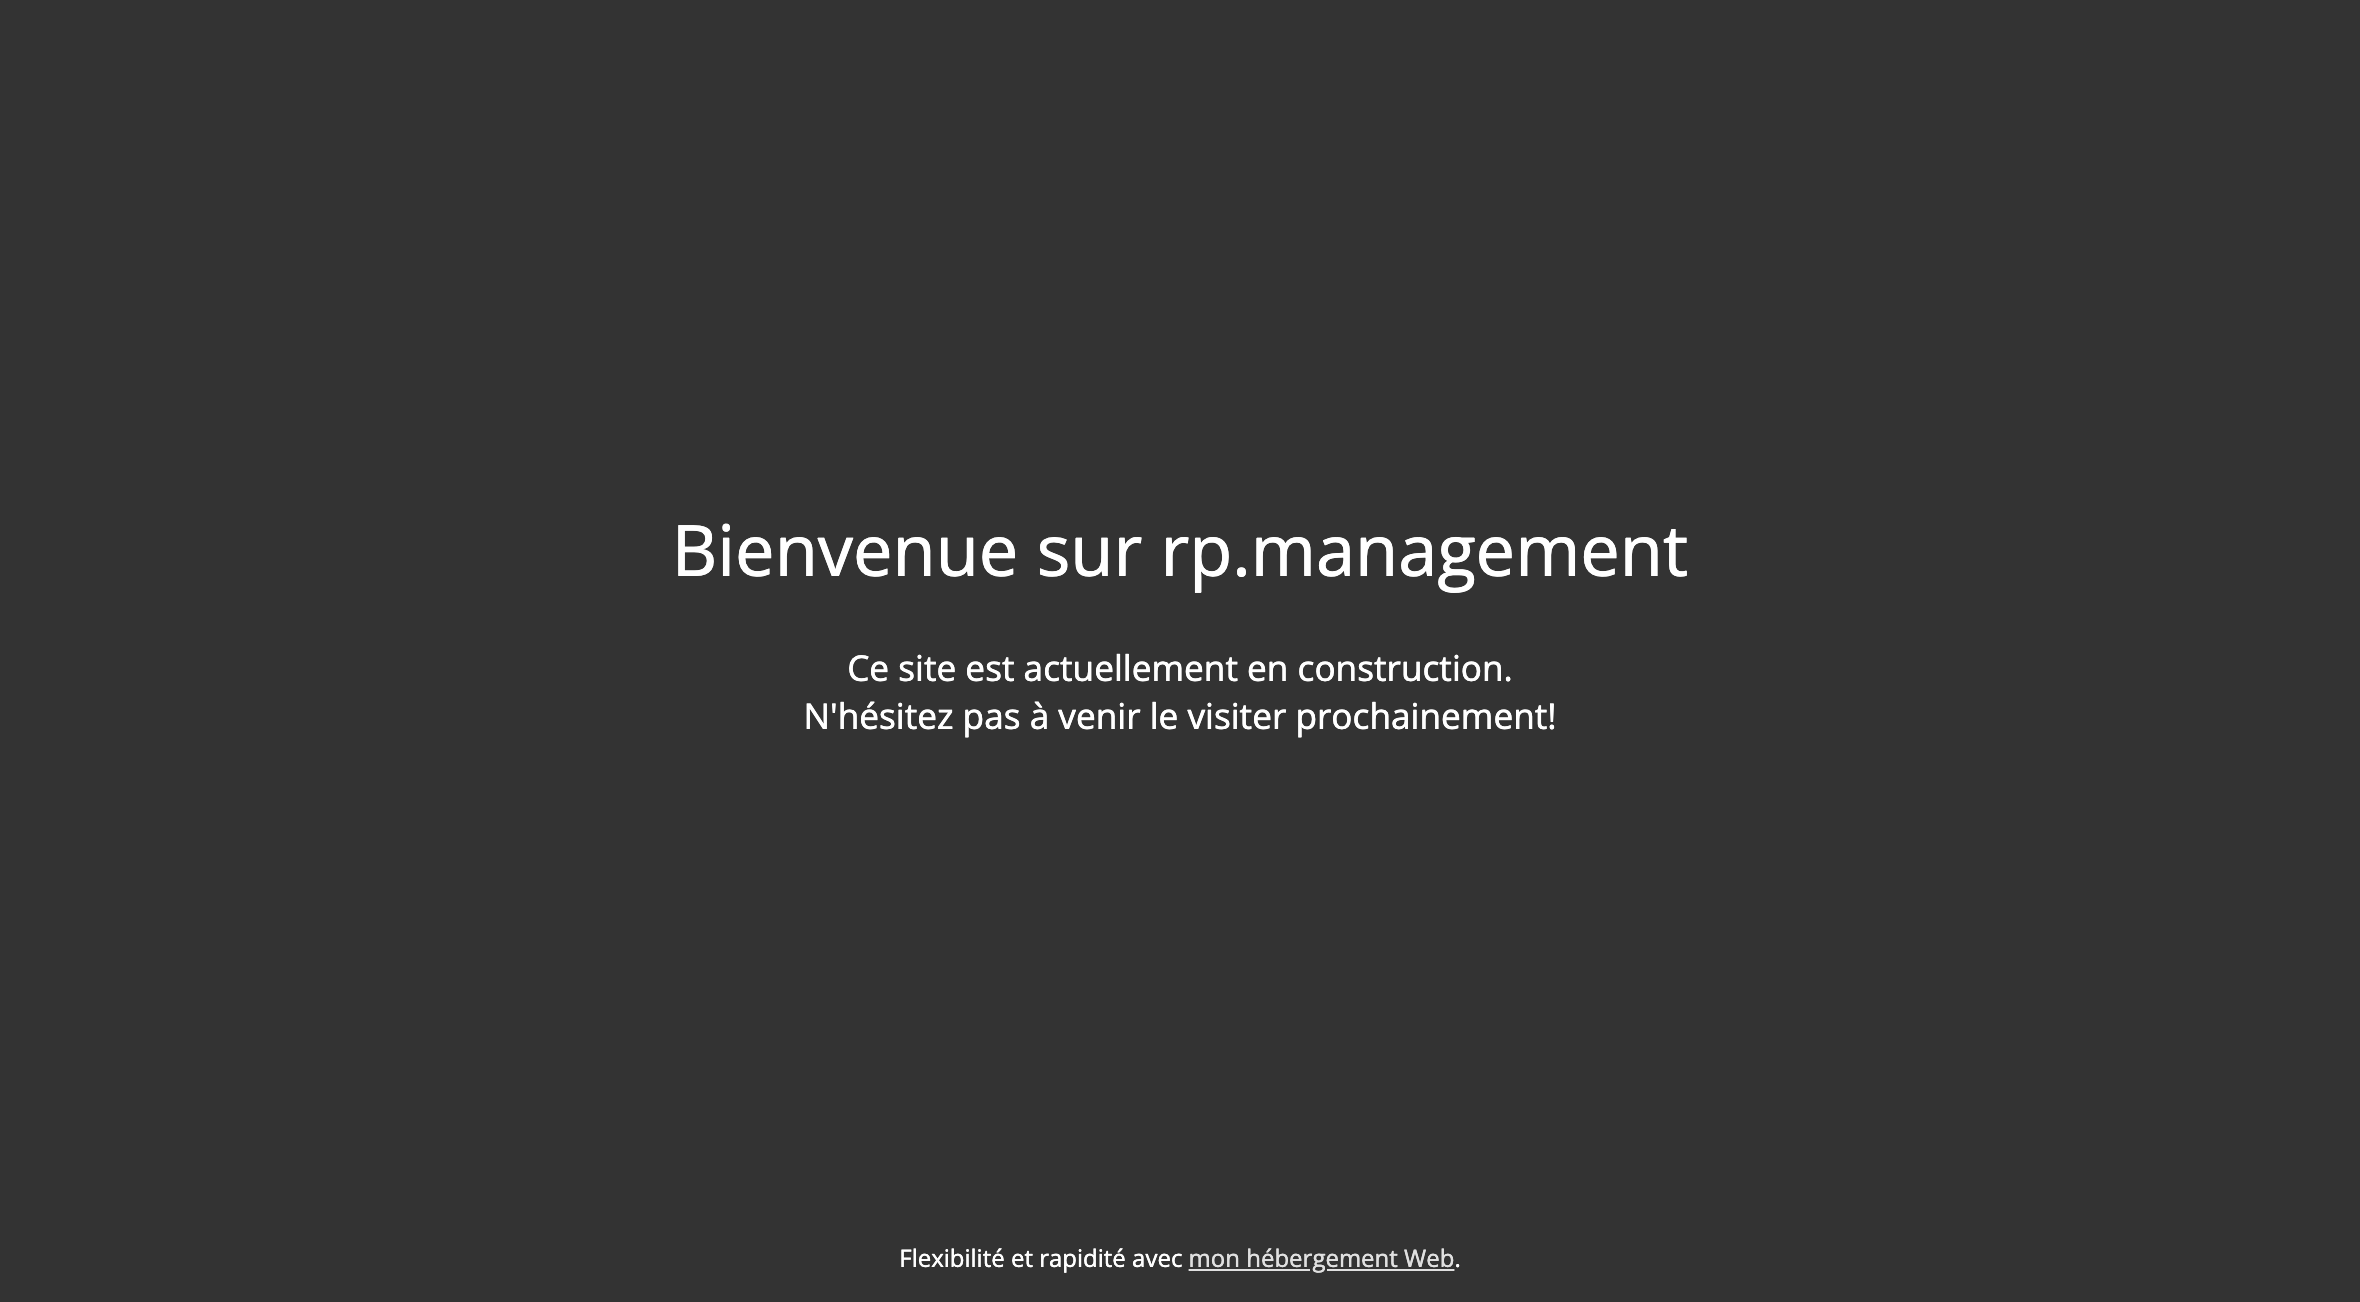 Bienvenue sur rp.management
Ce site est actuellement en construction.
N'hésitez pas à venir le visiter prochainement!
Flexibilité et rapidité avec mon hébergement Web.